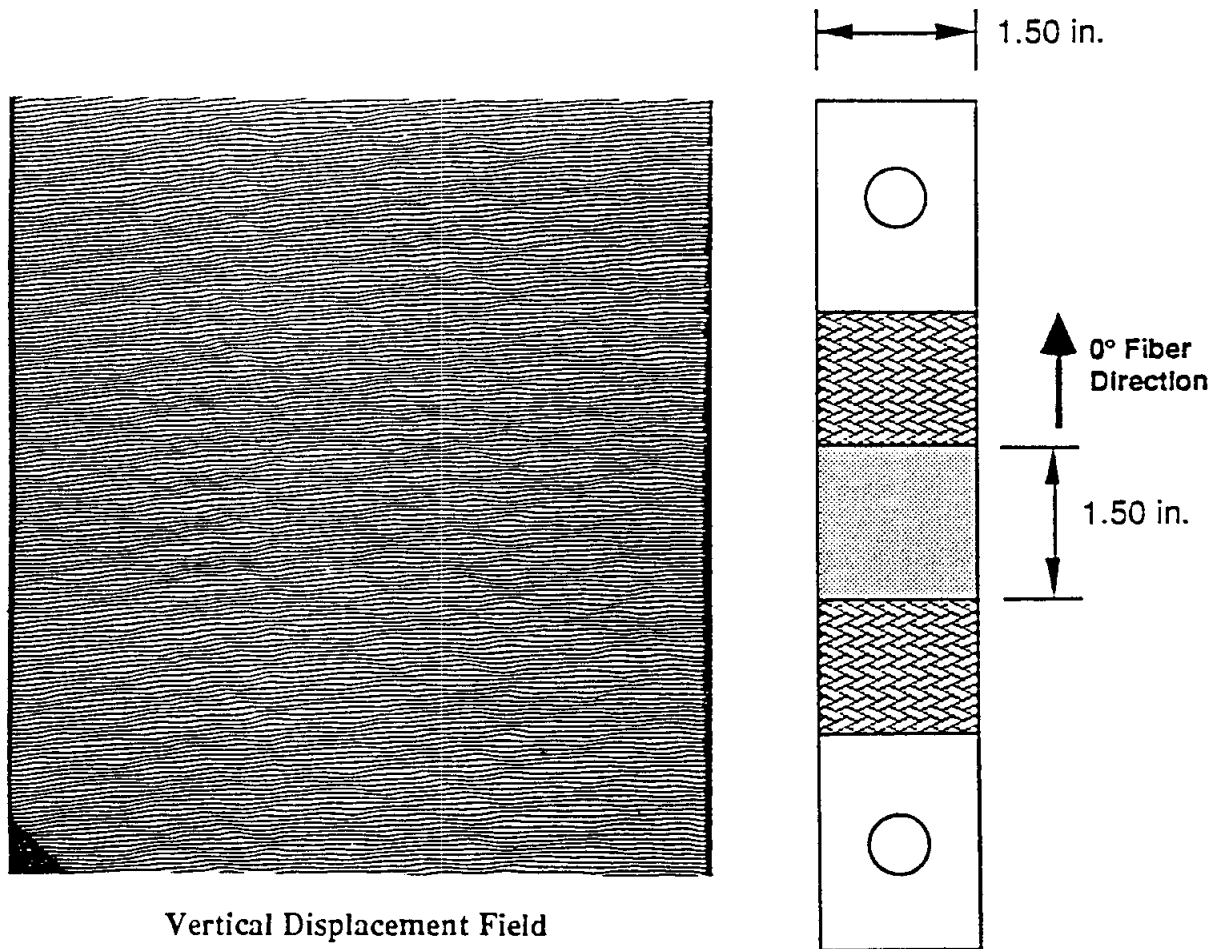 1.50 in.
0° Fiber
Direction
1.50 in.
Vertical Displacement Field